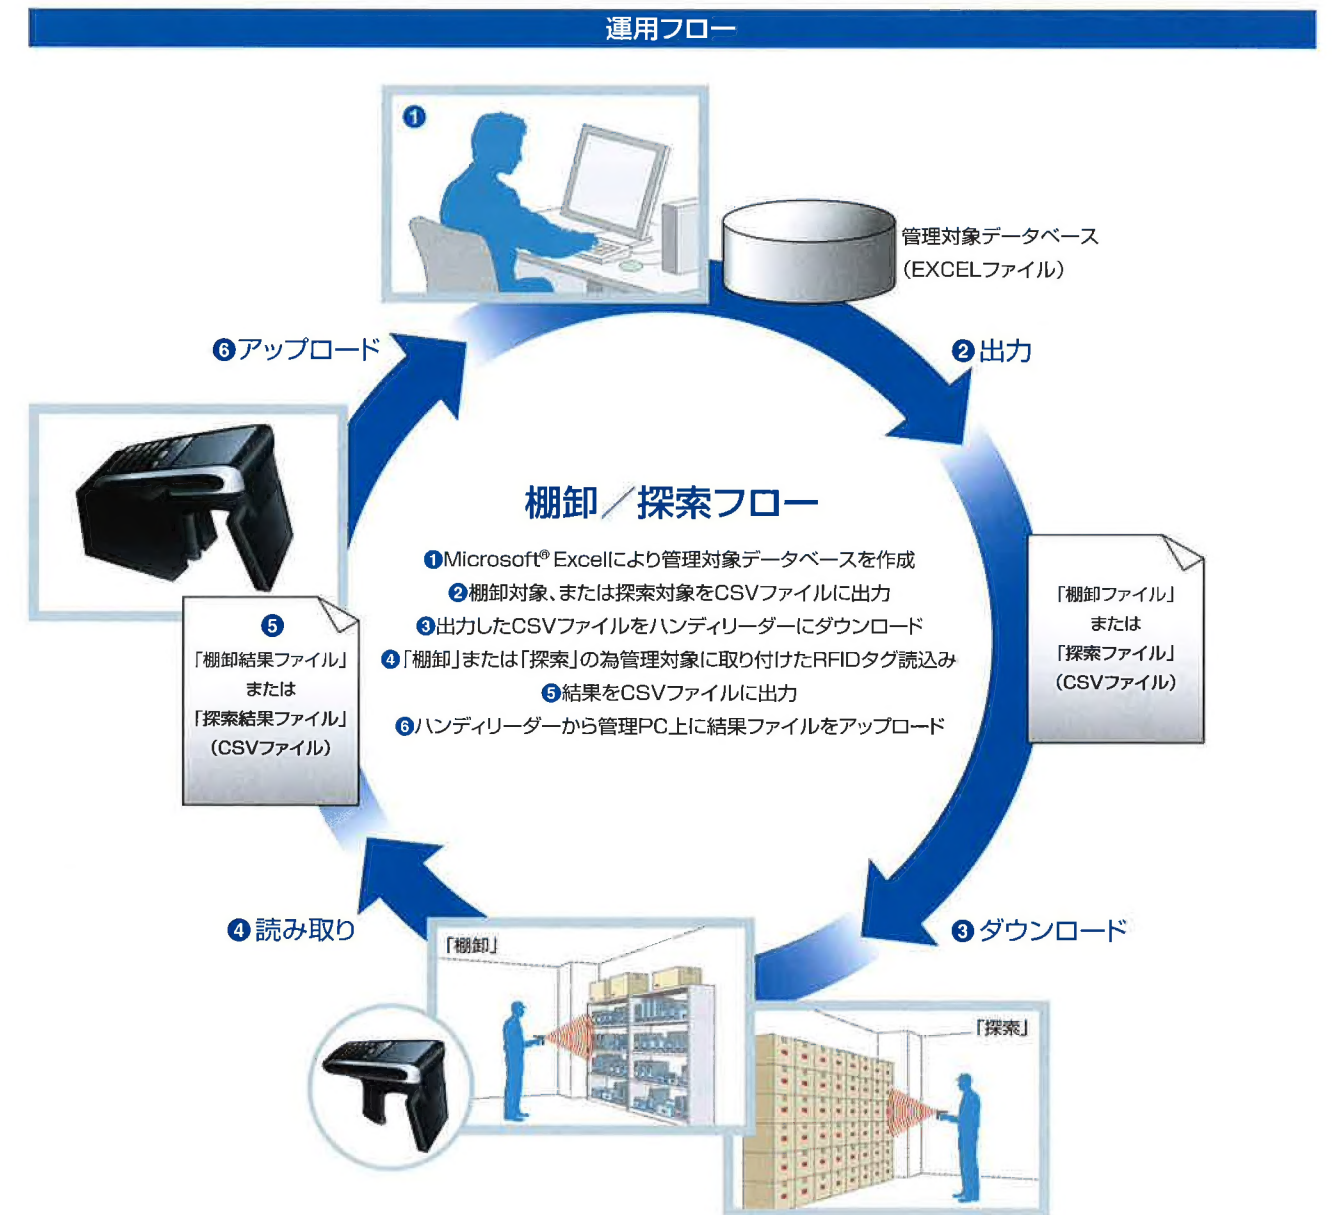 運用フロー
❶
管理対象データベース
（EXCELファイル）
❻アップロード
❷出力
棚卸／探索フロー
❶Microsoft® Excelにより管理対象データベースを作成
❷棚卸対象、または探索対象をCSVファイルに出力
❸出力したCSVファイルをハンディリーダーにダウンロード
❹「棚卸」または「探索」の為管理対象に取り付けたRFIDタグ読込み
❺結果をCSVファイルに出力
❻ハンディリーダーから管理PC上に結果ファイルをアップロード
「棚卸ファイル」
または
「探索ファイル」
（CSVファイル）
❺
「棚卸結果ファイル」
または
「探索結果ファイル」
（CSVファイル）
❹読み取り
❸ダウンロード
「棚卸」
「探索」